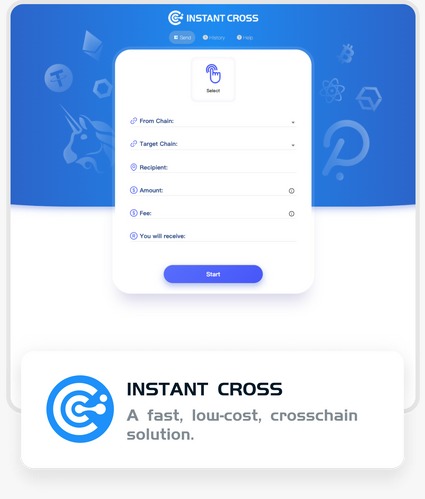 INSTANT CROSS
Send History Help
Select
From Chain:
Target Chain:
Recipient:
Amount:
Fee:
You will receive:
Start
INSTANT CROSS
A fast, low-cost, crosschain
solution.